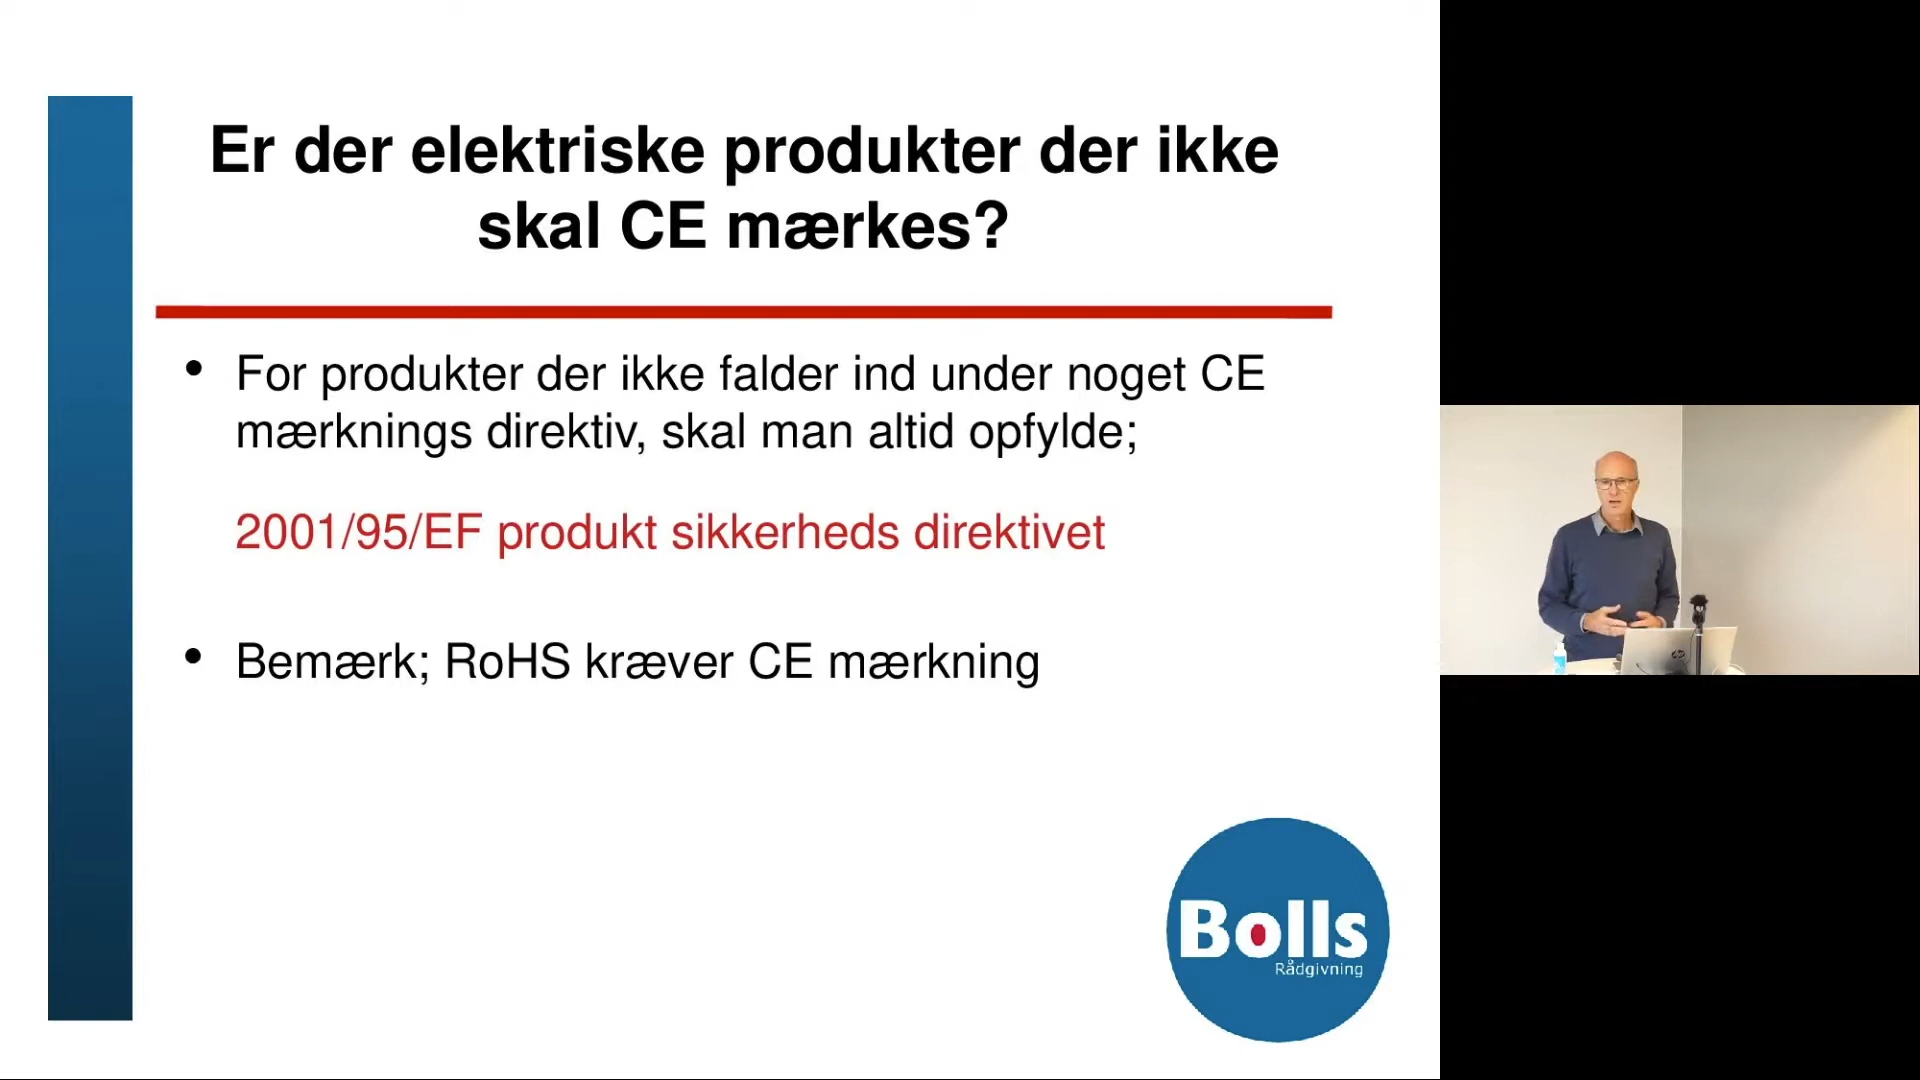 Er der elektriske produkter der ikke
skal CE mærkes?
• For produkter der ikke falder ind under noget CE
mærknings direktiv, skal man altid opfylde;
2001/95/EF produkt sikkerheds direktivet
• Bemærk; RoHS kræver CE mærkning
Bolls
Rådgivning
hp